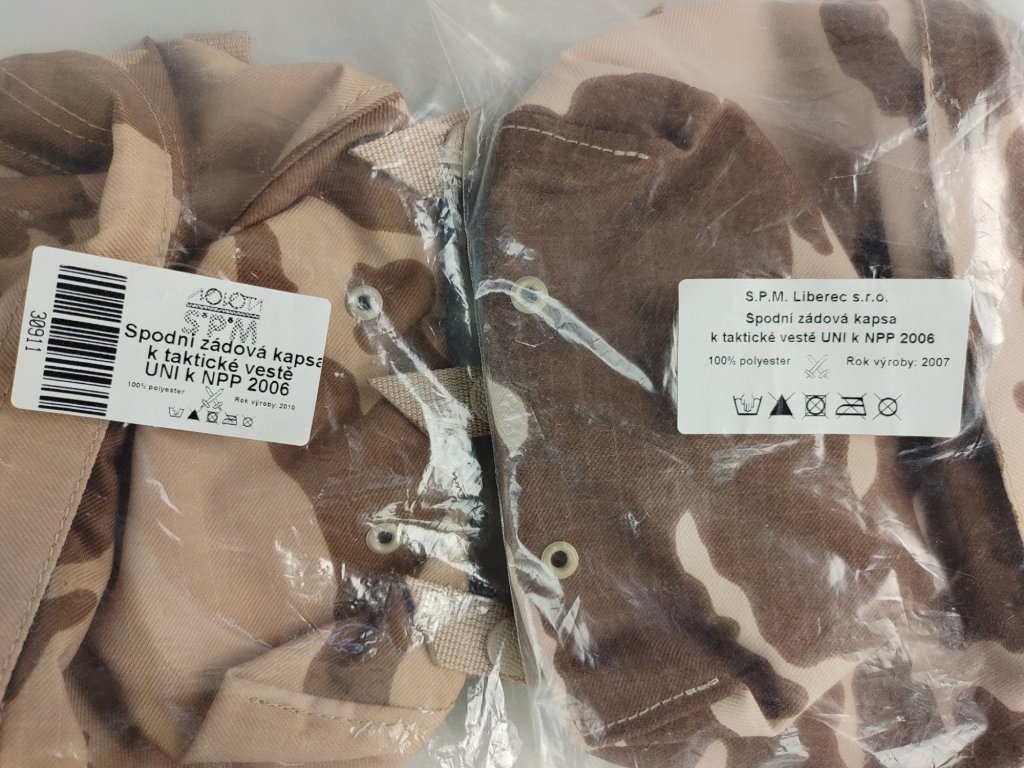 30911
S.P.M
Spodní zádová kapsa
k taktické vestě
UNI k NPP 2006
100% polyester
Rok výroby: 2010
S.P.M. Liberec s.r.o.
Spodní zádová kapsa
k taktické vestě UNI k NPP 2006
100% polyester Rok výroby: 2007